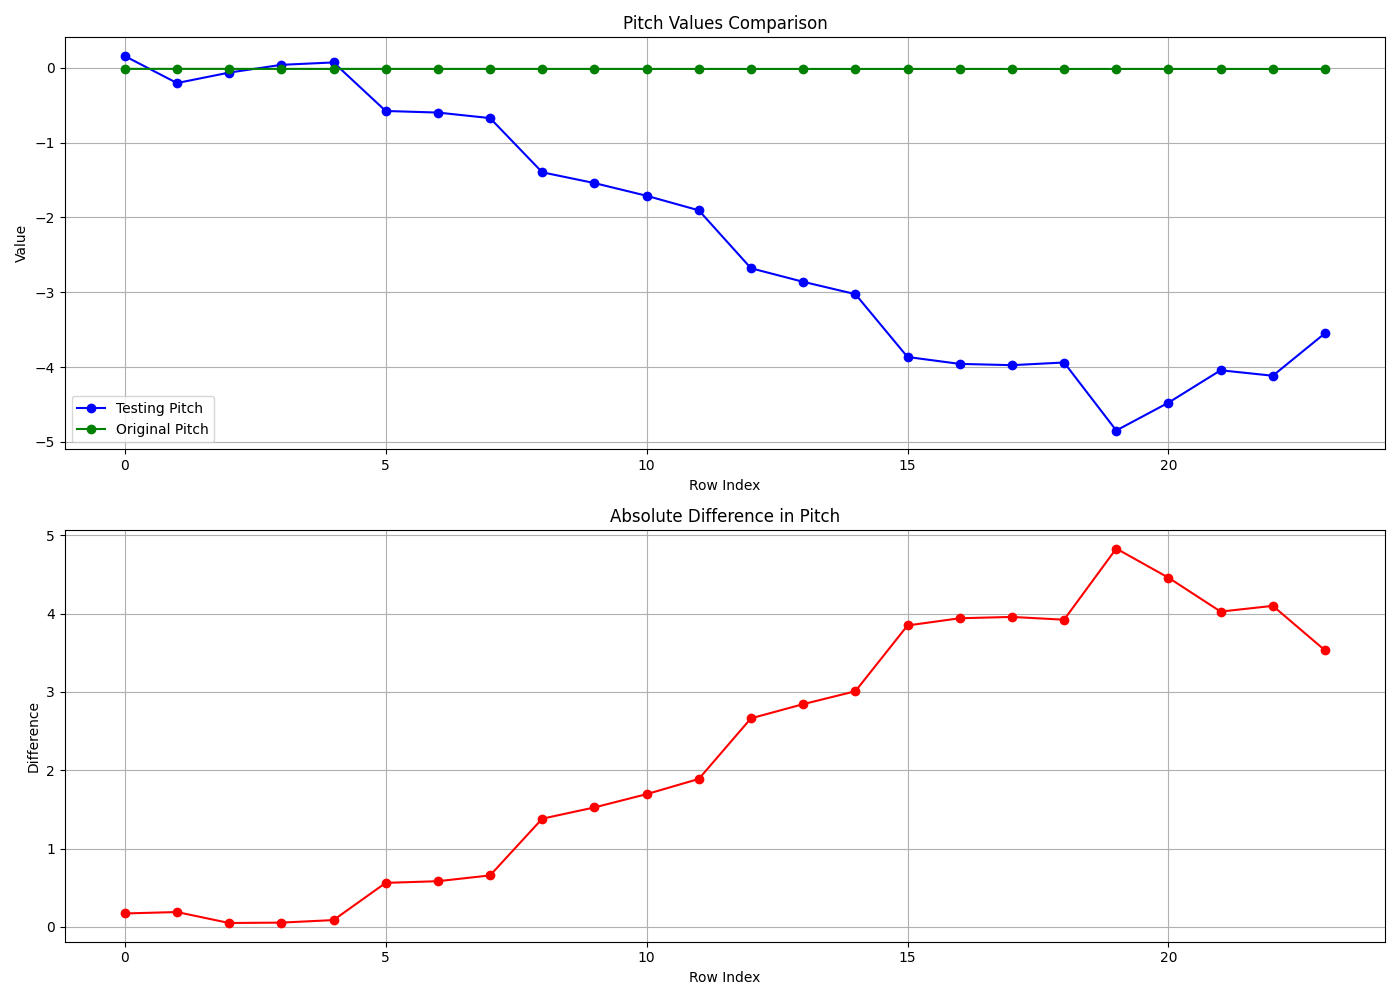 Pitch Values Comparison
0
−1
−2
−3
−4
−5
Value
Testing Pitch
Original Pitch
0 5 10 15 20
Row Index
Absolute Difference in Pitch
5
4
3
2
1
0
Difference
0 5 10 15 20
Row Index